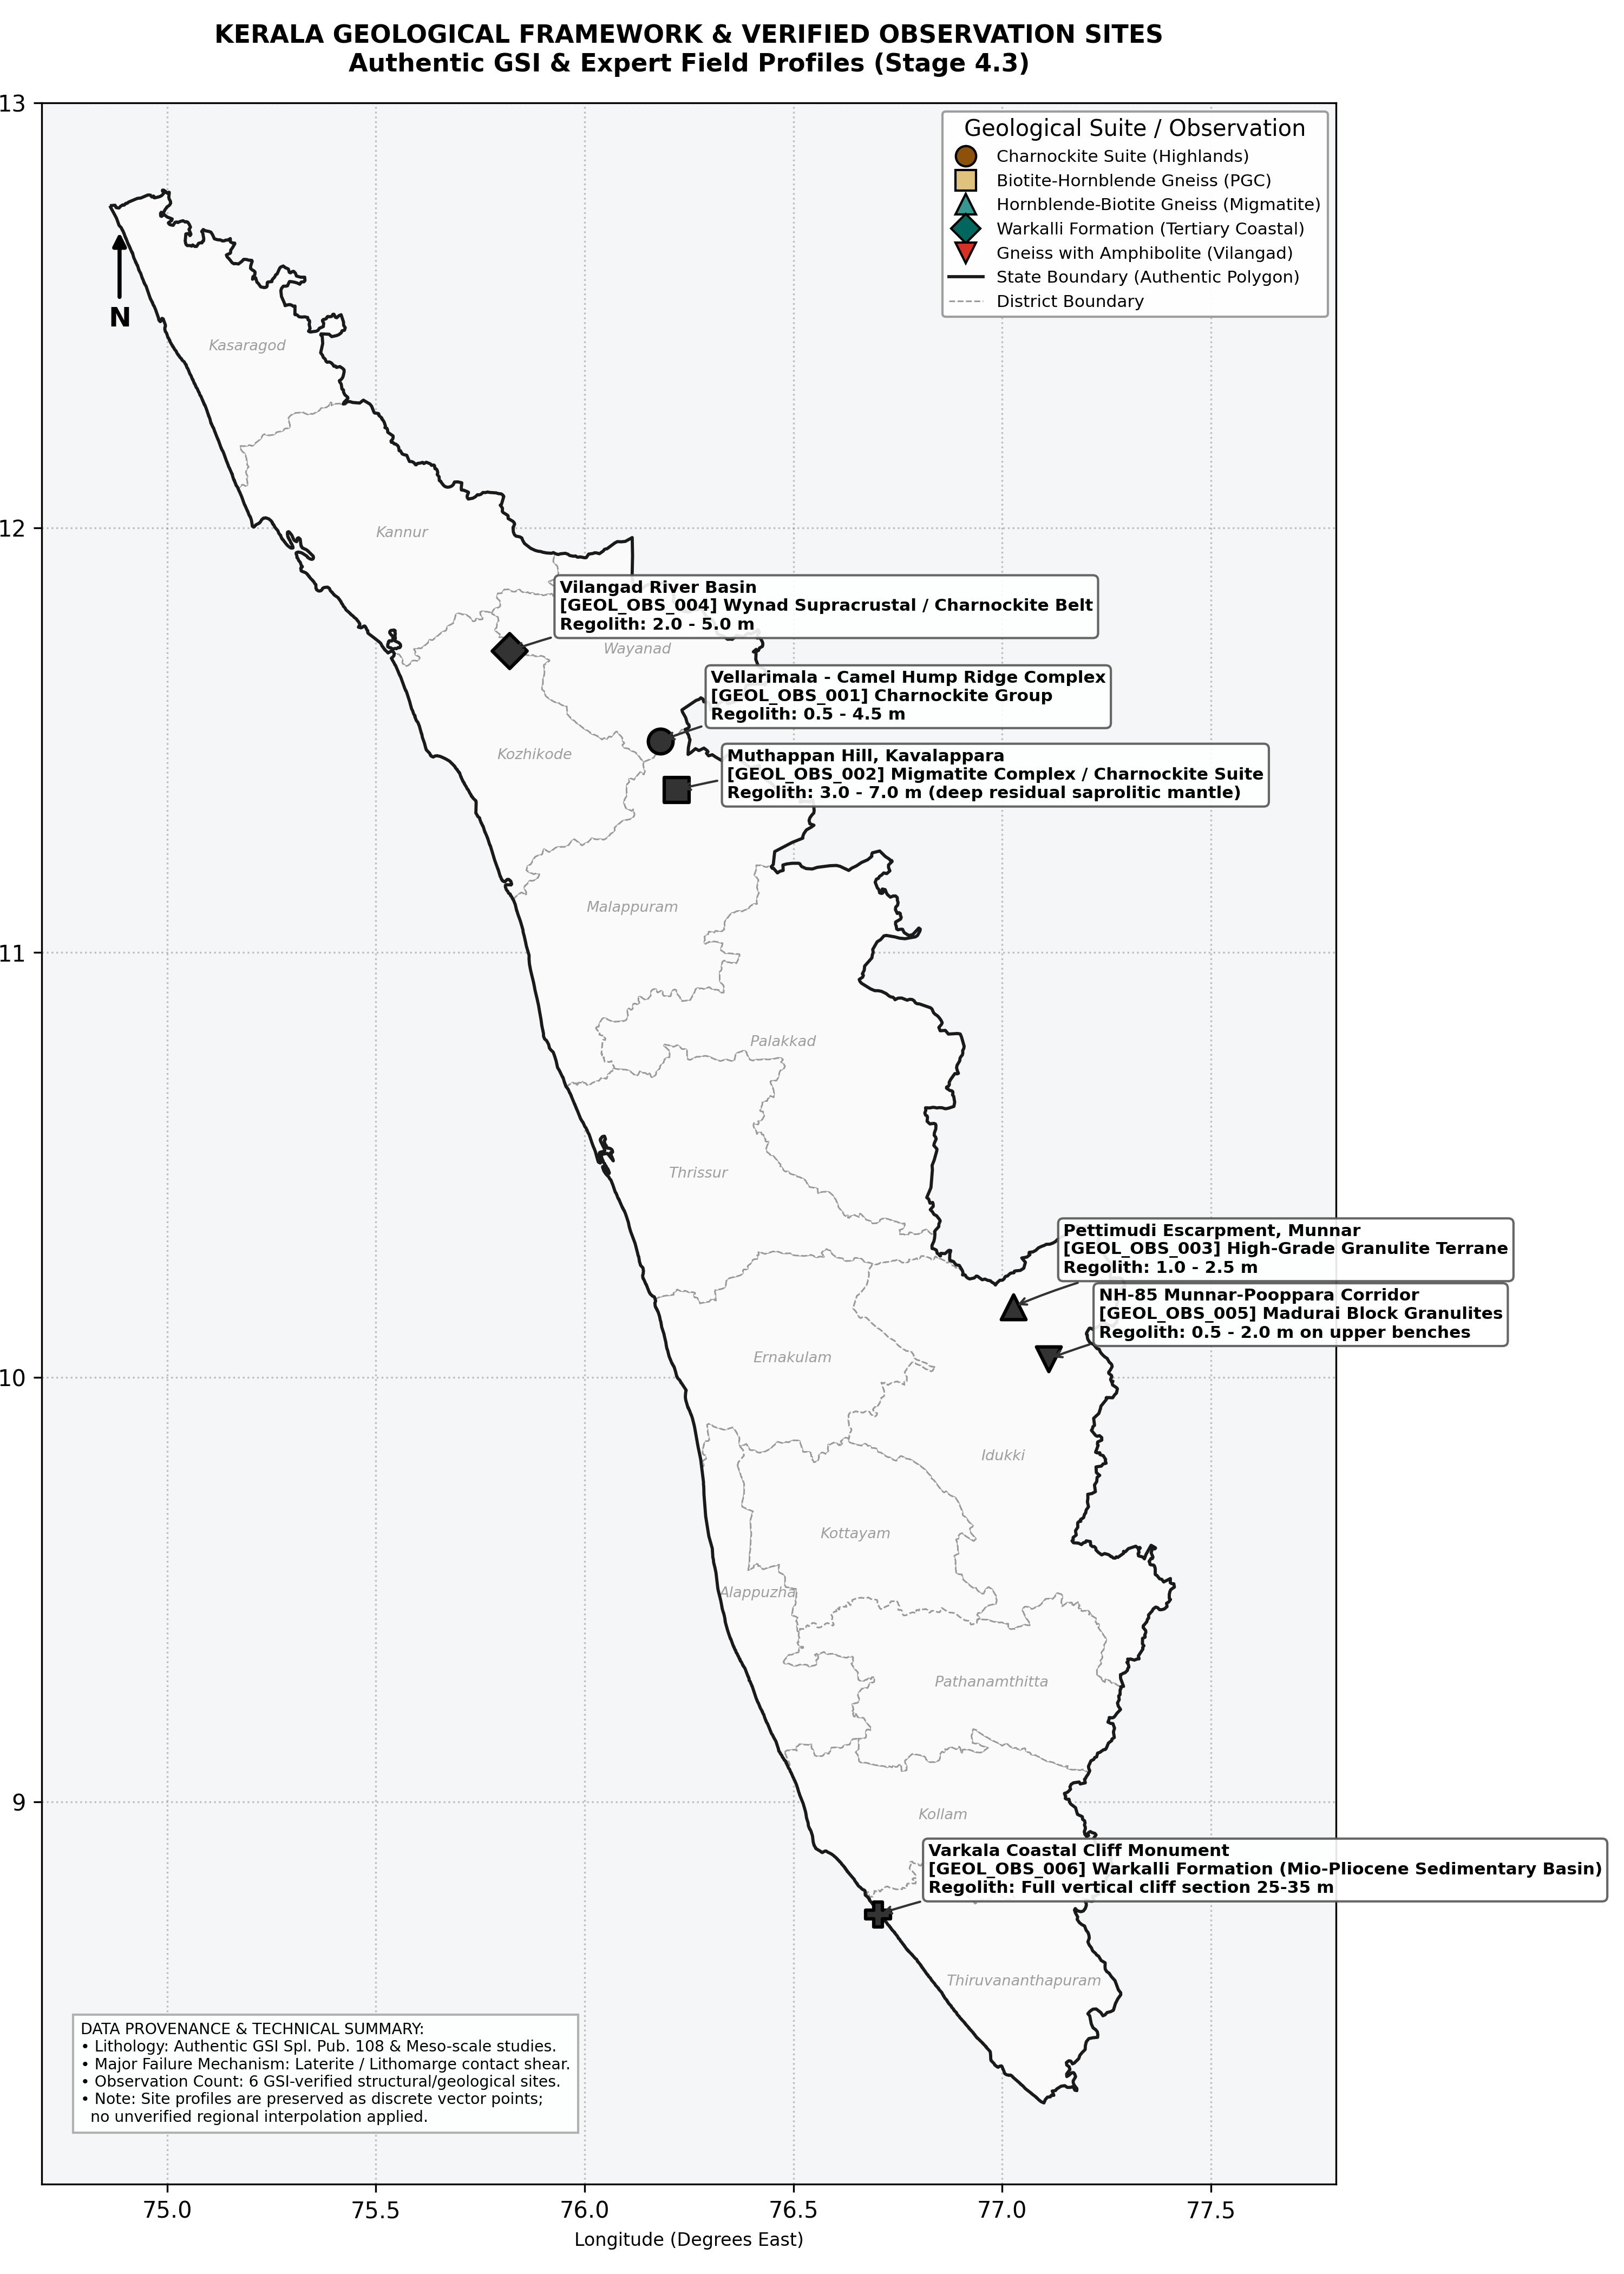 KERALA GEOLOGICAL FRAMEWORK & VERIFIED OBSERVATION SITES
Authentic GSI & Expert Field Profiles (Stage 4.3)
Geological Suite / Observation
Charnockite Suite (Highlands)
Biotite-Hornblende Gneiss (PGC)
Hornblende-Biotite Gneiss (Migmatite)
Warkalli Formation (Tertiary Coastal)
Gneiss with Amphibolite (Vilangad)
State Boundary (Authentic Polygon)
District Boundary
13
12
11
10
9
N
Kasaragod
Kannur
Vilangad River Basin
[GEOL_OBS_004] Wynad Supracrustal / Charnockite Belt
Regolith: 2.0 - 5.0 m
Wayanad
Vellarimala - Camel Hump Ridge Complex
[GEOL_OBS_001] Charnockite Group
Regolith: 0.5 - 4.5 m
Kozhikode
Muthappan Hill, Kavalappara
[GEOL_OBS_002] Migmatite Complex / Charnockite Suite
Regolith: 3.0 - 7.0 m (deep residual saprolitic mantle)
Malappuram
Palakkad
Thrissur
Pettimudi Escarpment, Munnar
[GEOL_OBS_003] High-Grade Granulite Terrane
Regolith: 1.0 - 2.5 m
NH-85 Munnar-Pooppara Corridor
[GEOL_OBS_005] Madurai Block Granulites
Regolith: 0.5 - 2.0 m on upper benches
Ernakulam
Idukki
Kottayam
Alappuzha
Pathanamthitta
Kollam
Varkala Coastal Cliff Monument
[GEOL_OBS_006] Warkalli Formation (Mio-Pliocene Sedimentary Basin)
Regolith: Full vertical cliff section 25-35 m
Thiruvananthapuram
DATA PROVENANCE & TECHNICAL SUMMARY:
• Lithology: Authentic GSI Spl. Pub. 108 & Meso-scale studies.
• Major Failure Mechanism: Laterite / Lithomarge contact shear.
• Observation Count: 6 GSI-verified structural/geological sites.
• Note: Site profiles are preserved as discrete vector points;
no unverified regional interpolation applied.
75.0 75.5 76.0 76.5 77.0 77.5
Longitude (Degrees East)